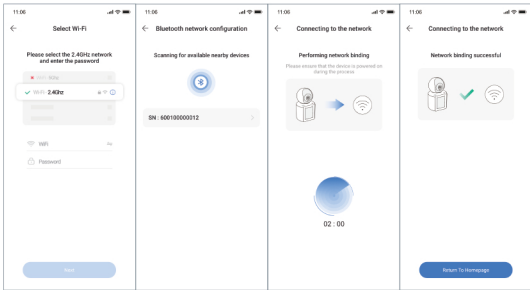 11:06
Select Wi-Fi
Please select the 2.4GHz network
and enter the password
Wi-Fi 2.4Ghz
WiFi
Password
Next
11:06
Bluetooth network configuration
Scanning for available nearby devices
SN : 600100000012
11:06
Connecting to the network
Performing network binding
Please ensure that the device is powered on
during the process
02 : 00
11:06
Connecting to the network
Network binding successful
Return To Homepage